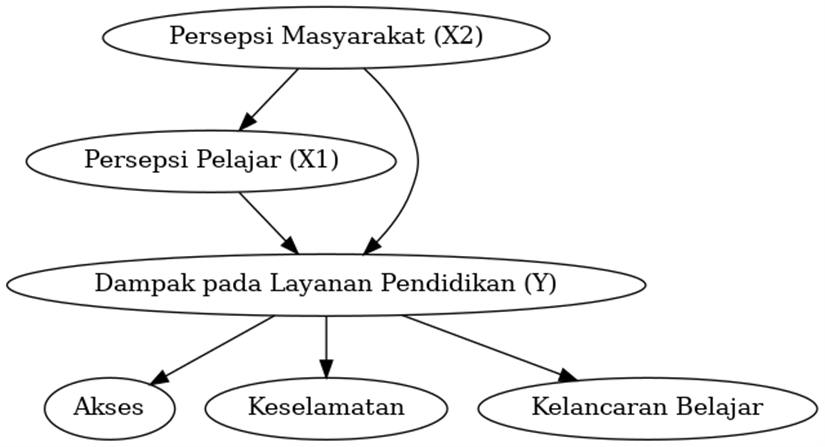 Persepsi Masyarakat (X2)
Persepsi Pelajar (X1)
Dampak pada Layanan Pendidikan (Y)
Akses
Keselamatan
Kelancaran Belajar